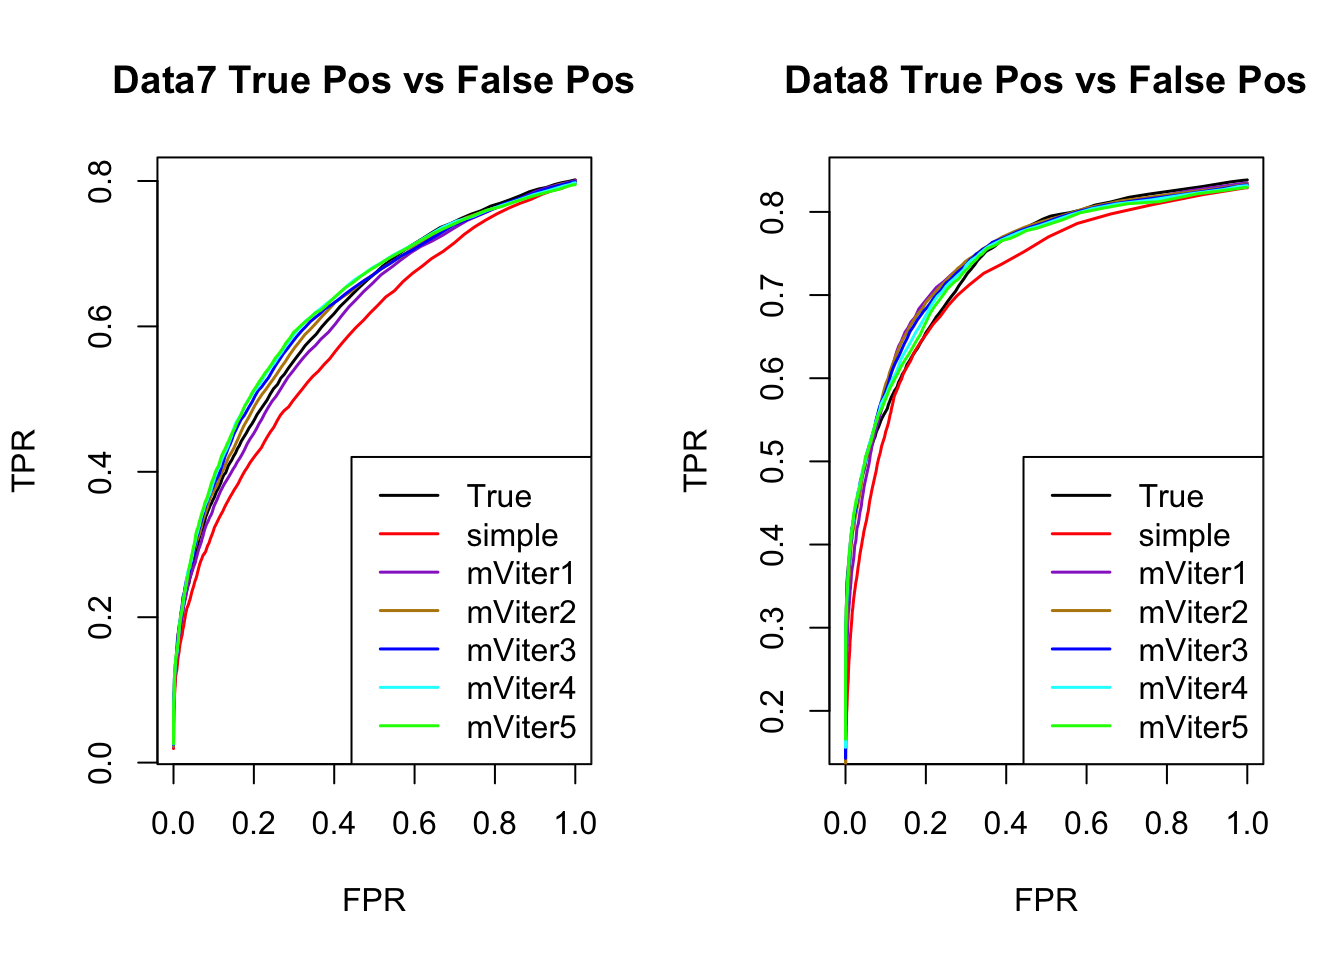 Data7 True Pos vs False Pos
TPR
0.8
0.6
0.4
0.2
0.0
0.0 0.2 0.4 0.6 0.8 1.0
FPR
True
simple
mViter1
mViter2
mViter3
mViter4
mViter5
Data8 True Pos vs False Pos
TPR
0.8
0.7
0.6
0.5
0.4
0.3
0.2
0.0 0.2 0.4 0.6 0.8 1.0
FPR
True
simple
mViter1
mViter2
mViter3
mViter4
mViter5